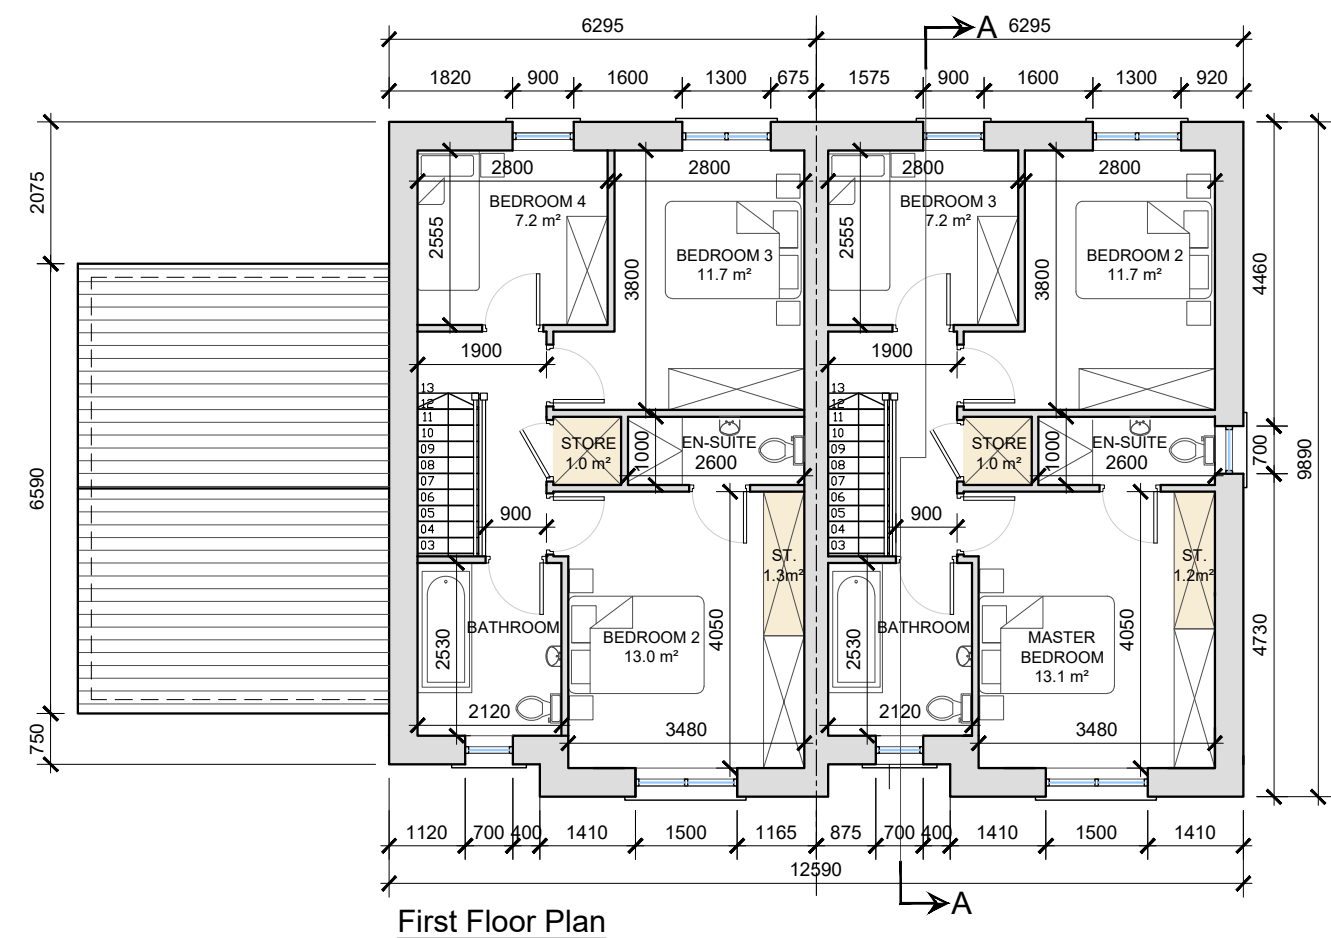 6295
A
6295
1820
900
1600
1300
675
1575
900
1600
1300
920
2075
6590
750
2800
2800
BEDROOM 4
7.2 m²
2555
BEDROOM 3
11.7 m²
3800
1900
13
12
11
10
09
08
07
06
05
04
03
STORE
1.0 m²
1000
EN-SUITE
2600
900
ST.
1.3m²
BATHROOM
2530
2120
BEDROOM 2
13.0 m²
4050
3480
2800
2800
BEDROOM 3
7.2 m²
2555
BEDROOM 2
11.7 m²
3800
1900
13
12
11
10
09
08
07
06
05
04
03
STORE
1.0 m²
1000
EN-SUITE
2600
900
ST.
1.2m²
BATHROOM
2530
2120
MASTER
BEDROOM
13.1 m²
4050
3480
4460
700
4730
9890
1120
700
400
1410
1500
1165
875
700
400
1410
1500
1410
12590
A
First Floor Plan